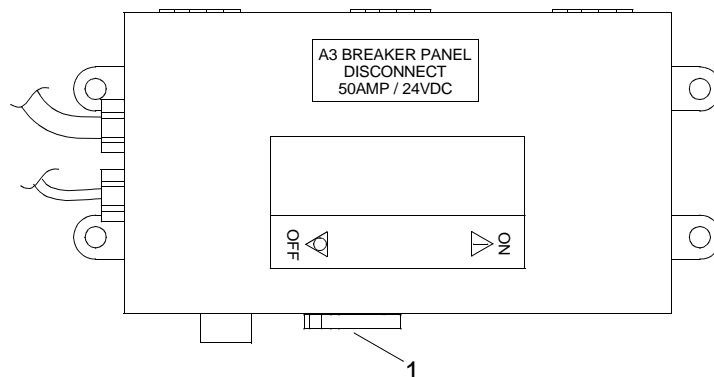 A3 BREAKER PANEL
DISCONNECT
50AMP / 24VDC
OFF
ON
1